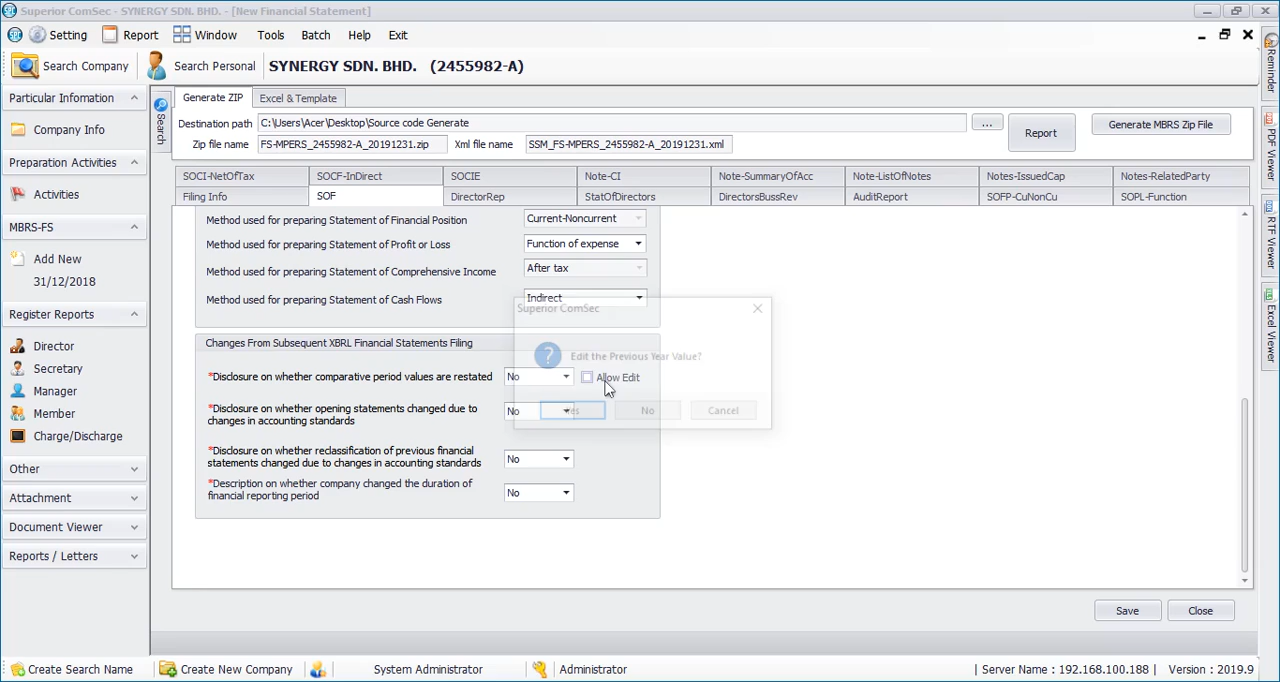 Superior ComSec - SYNERGY SDN. BHD. - [New Financial Statement]
Setting Report Window Tools Batch Help Exit
Search Company Search Personal SYNERGY SDN. BHD. (2455982-A)
Particular Infomation
Company Info
Preparation Activities
Activities
MBRS-FS
Add New
31/12/2018
Register Reports
Director
Secretary
Manager
Member
Charge/Discharge
Other
Attachment
Document Viewer
Reports / Letters
Search
Generate ZIP Excel & Template
Destination path C:\Users\Acer\Desktop\Source code Generate ... Report Generate MBRS Zip File
Zip file name FS-MPERS_2455982-A_20191231.zip Xml file name SSM_FS-MPERS_2455982-A_20191231.xml
SOCI-NetOfTax SOCF-InDirect SOCIE Note-CI Note-SummaryOfAcc Note-ListOfNotes Notes-IssuedCap Notes-RelatedParty
Filing Info SOF DirectorRep StatOfDirectors DirectorsBussRev AuditReport SOFP-CuNonCu SOPL-Function
Method used for preparing Statement of Financial Position Current-Noncurrent
Method used for preparing Statement of Profit or Loss Function of expense
Method used for preparing Statement of Comprehensive Income After tax
Method used for preparing Statement of Cash Flows Indirect
Superior ComSec
Edit the Previous Year Value?
Yes No Cancel
Changes From Subsequent XBRL Financial Statements Filing
*Disclosure on whether comparative period values are restated No Allow Edit
*Disclosure on whether opening statements changed due to
changes in accounting standards No
*Disclosure on whether reclassification of previous financial
statements changed due to changes in accounting standards No
*Description on whether company changed the duration of
financial reporting period No
Save Close
Reminder
PDF Viewer
RTF Viewer
Excel Viewer
Create Search Name Create New Company System Administrator Administrator | Server Name : 192.168.100.188 | Version : 2019.9